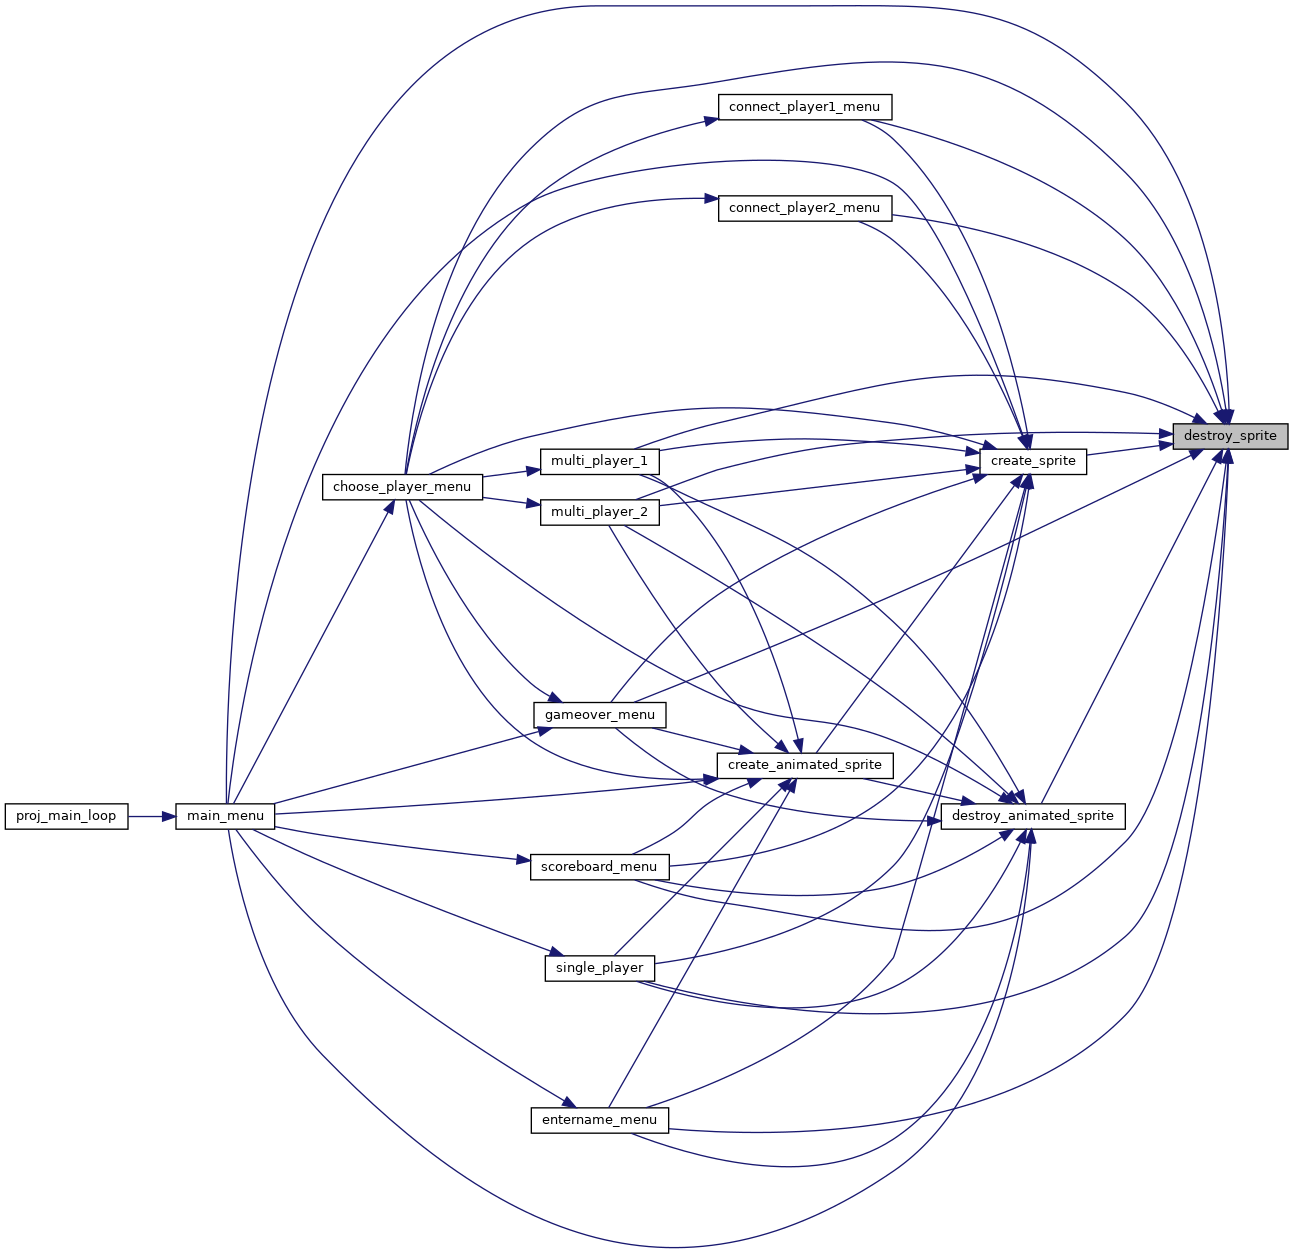 connect_player1_menu
connect_player2_menu
destroy_sprite
multi_player_1
create_sprite
choose_player_menu
multi_player_2
gameover_menu
create_animated_sprite
proj_main_loop
main_menu
destroy_animated_sprite
scoreboard_menu
single_player
entername_menu